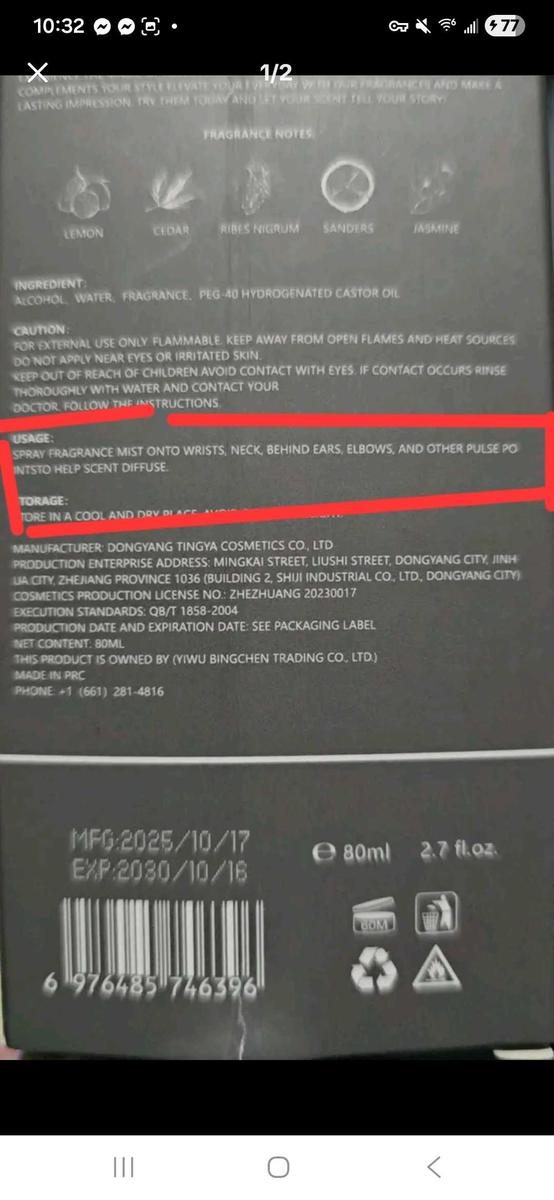 10:32
77
1/2
COMPLEMENTS YOUR STYLE ELEVATE YOUR EVERYDAY WITH OUR FRAGRANCES AND MAKE A
LASTING IMPRESSION. TRY THEM TODAY AND LET YOUR SCENT TELL YOUR STORY!
FRAGRANCE NOTES:
LEMON CEDAR RIBES NIGRUM SANDERS JASMINE
INGREDIENT:
ALCOHOL, WATER, FRAGRANCE, PEG-40 HYDROGENATED CASTOR OIL
CAUTION:
FOR EXTERNAL USE ONLY FLAMMABLE. KEEP AWAY FROM OPEN FLAMES AND HEAT SOURCES
DO NOT APPLY NEAR EYES OR IRRITATED SKIN.
KEEP OUT OF REACH OF CHILDREN AVOID CONTACT WITH EYES. IF CONTACT OCCURS RINSE
THOROUGHLY WITH WATER AND CONTACT YOUR
DOCTOR. FOLLOW THE INSTRUCTIONS.
USAGE:
SPRAY FRAGRANCE MIST ONTO WRISTS, NECK, BEHIND EARS, ELBOWS, AND OTHER PULSE PO
INTSTO HELP SCENT DIFFUSE.
TORAGE:
TORE IN A COOL AND DRY PLACE
MANUFACTURER: DONGYANG TINGYA COSMETICS CO., LTD
PRODUCTION ENTERPRISE ADDRESS: MINGKAI STREET, LIUSHI STREET, DONGYANG CITY, JINH
UA CITY, ZHEJIANG PROVINCE 1036 (BUILDING 2, SHIJI INDUSTRIAL CO., LTD., DONGYANG CITY)
COSMETICS PRODUCTION LICENSE NO.: ZHEZHUANG 20230017
EXECUTION STANDARDS: QB/T 1858-2004
PRODUCTION DATE AND EXPIRATION DATE: SEE PACKAGING LABEL
NET CONTENT: 80ML
THIS PRODUCT IS OWNED BY (YIWU BINGCHEN TRADING CO., LTD.)
MADE IN PRC
PHONE: +1 (661) 281-4816
MFG:2025/10/17
EXP:2030/10/16
℮ 80ml 2.7 fl.oz.
60M
6 976485 746396